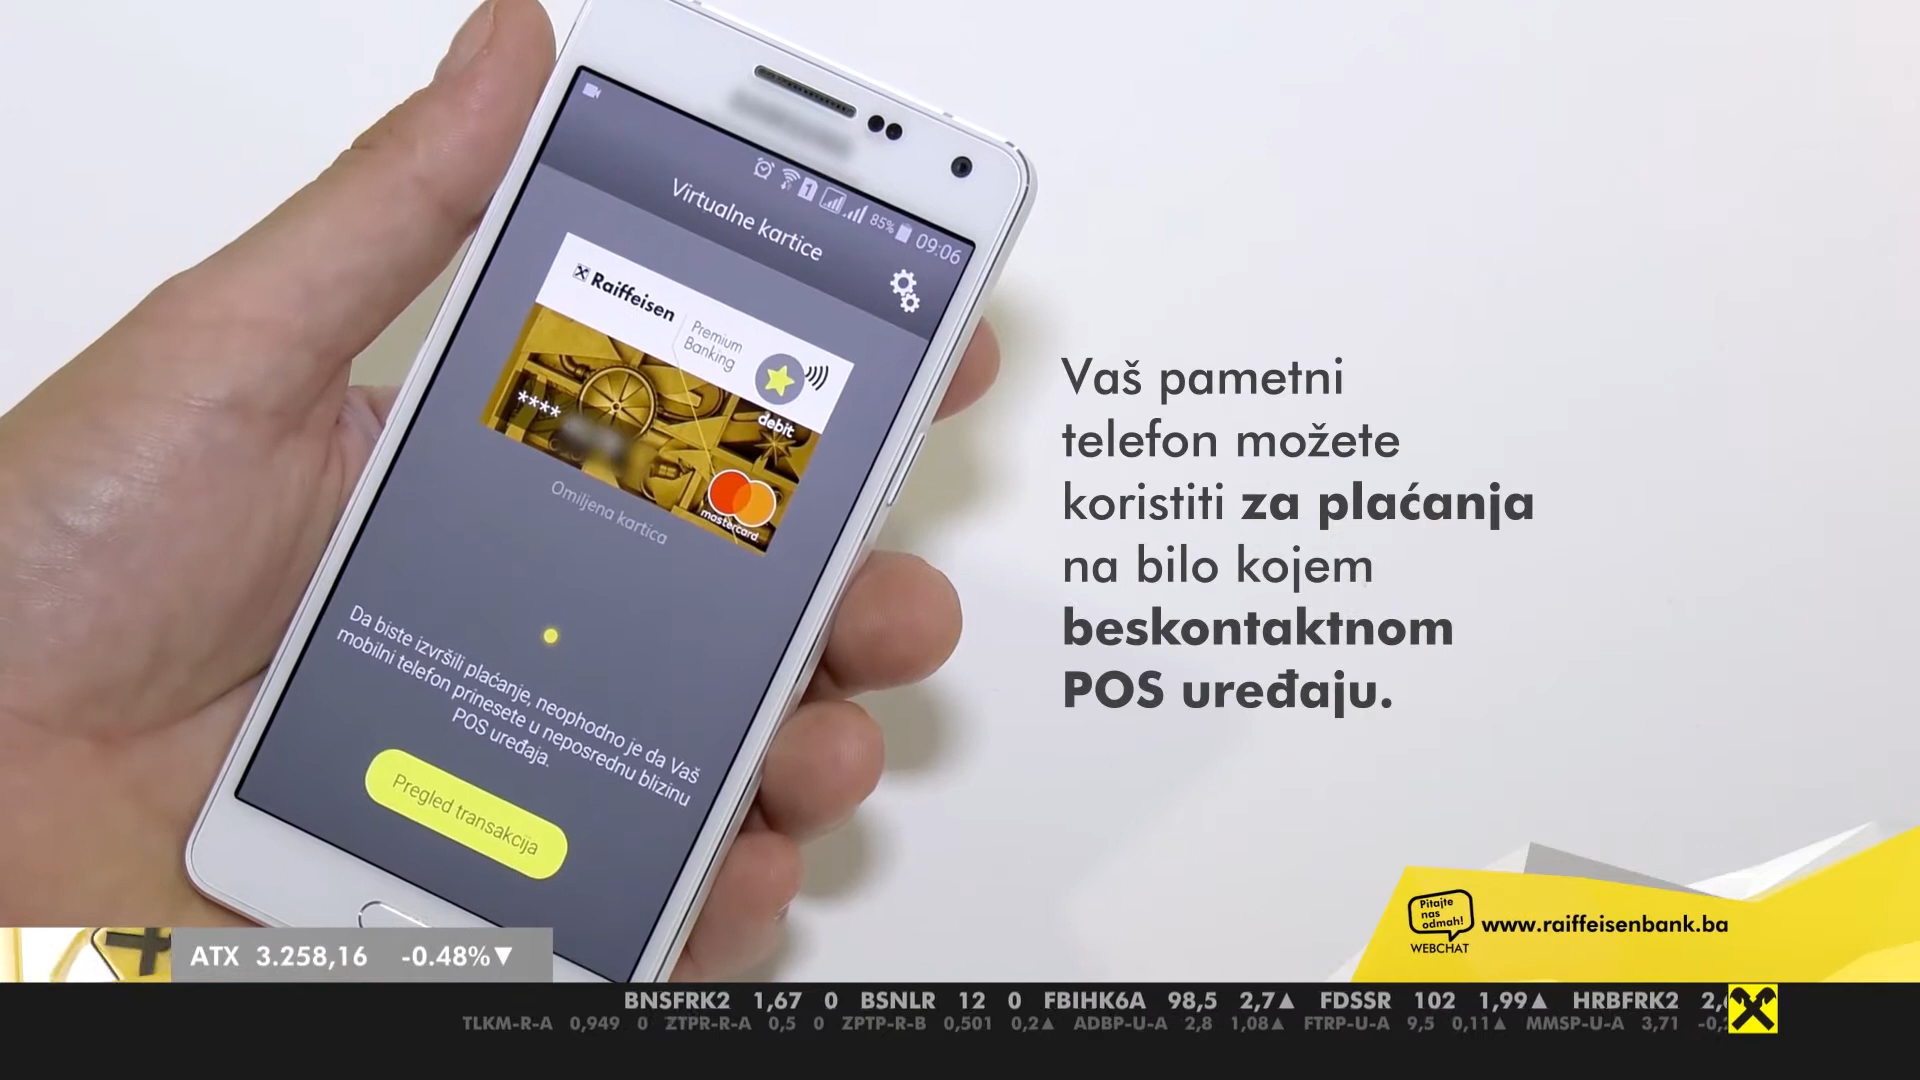 1
85%
09:06
Virtualne kartice
Raiffeisen
Premium
Banking
debit
****
mastercard
Omiljena kartica
Da biste izvršili plaćanje, neophodno je da Vaš
mobilni telefon prinesete u neposrednu blizinu
POS uređaja.
Pregled transakcija
Vaš pametni
telefon možete
koristiti za plaćanja
na bilo kojem
beskontaktnom
POS uređaju.
Pitajte
nas
odmah!
WEBCHAT
www.raiffeisenbank.ba
ATX 3.258,16 -0.48%▼
BNSFRK2 1,67 0 BSNLR 12 0 FBIHK6A 98,5 2,7▲ FDSSR 102 1,99▲ HRBFRK2
TLKM-R-A 0,949 0 ZTPR-R-A 0,5 0 ZPTP-R-B 0,501 0,2▲ ADBP-U-A 2,8 1,08▲ FTRP-U-A 9,5 0,11▲ MMSP-U-A 3,71